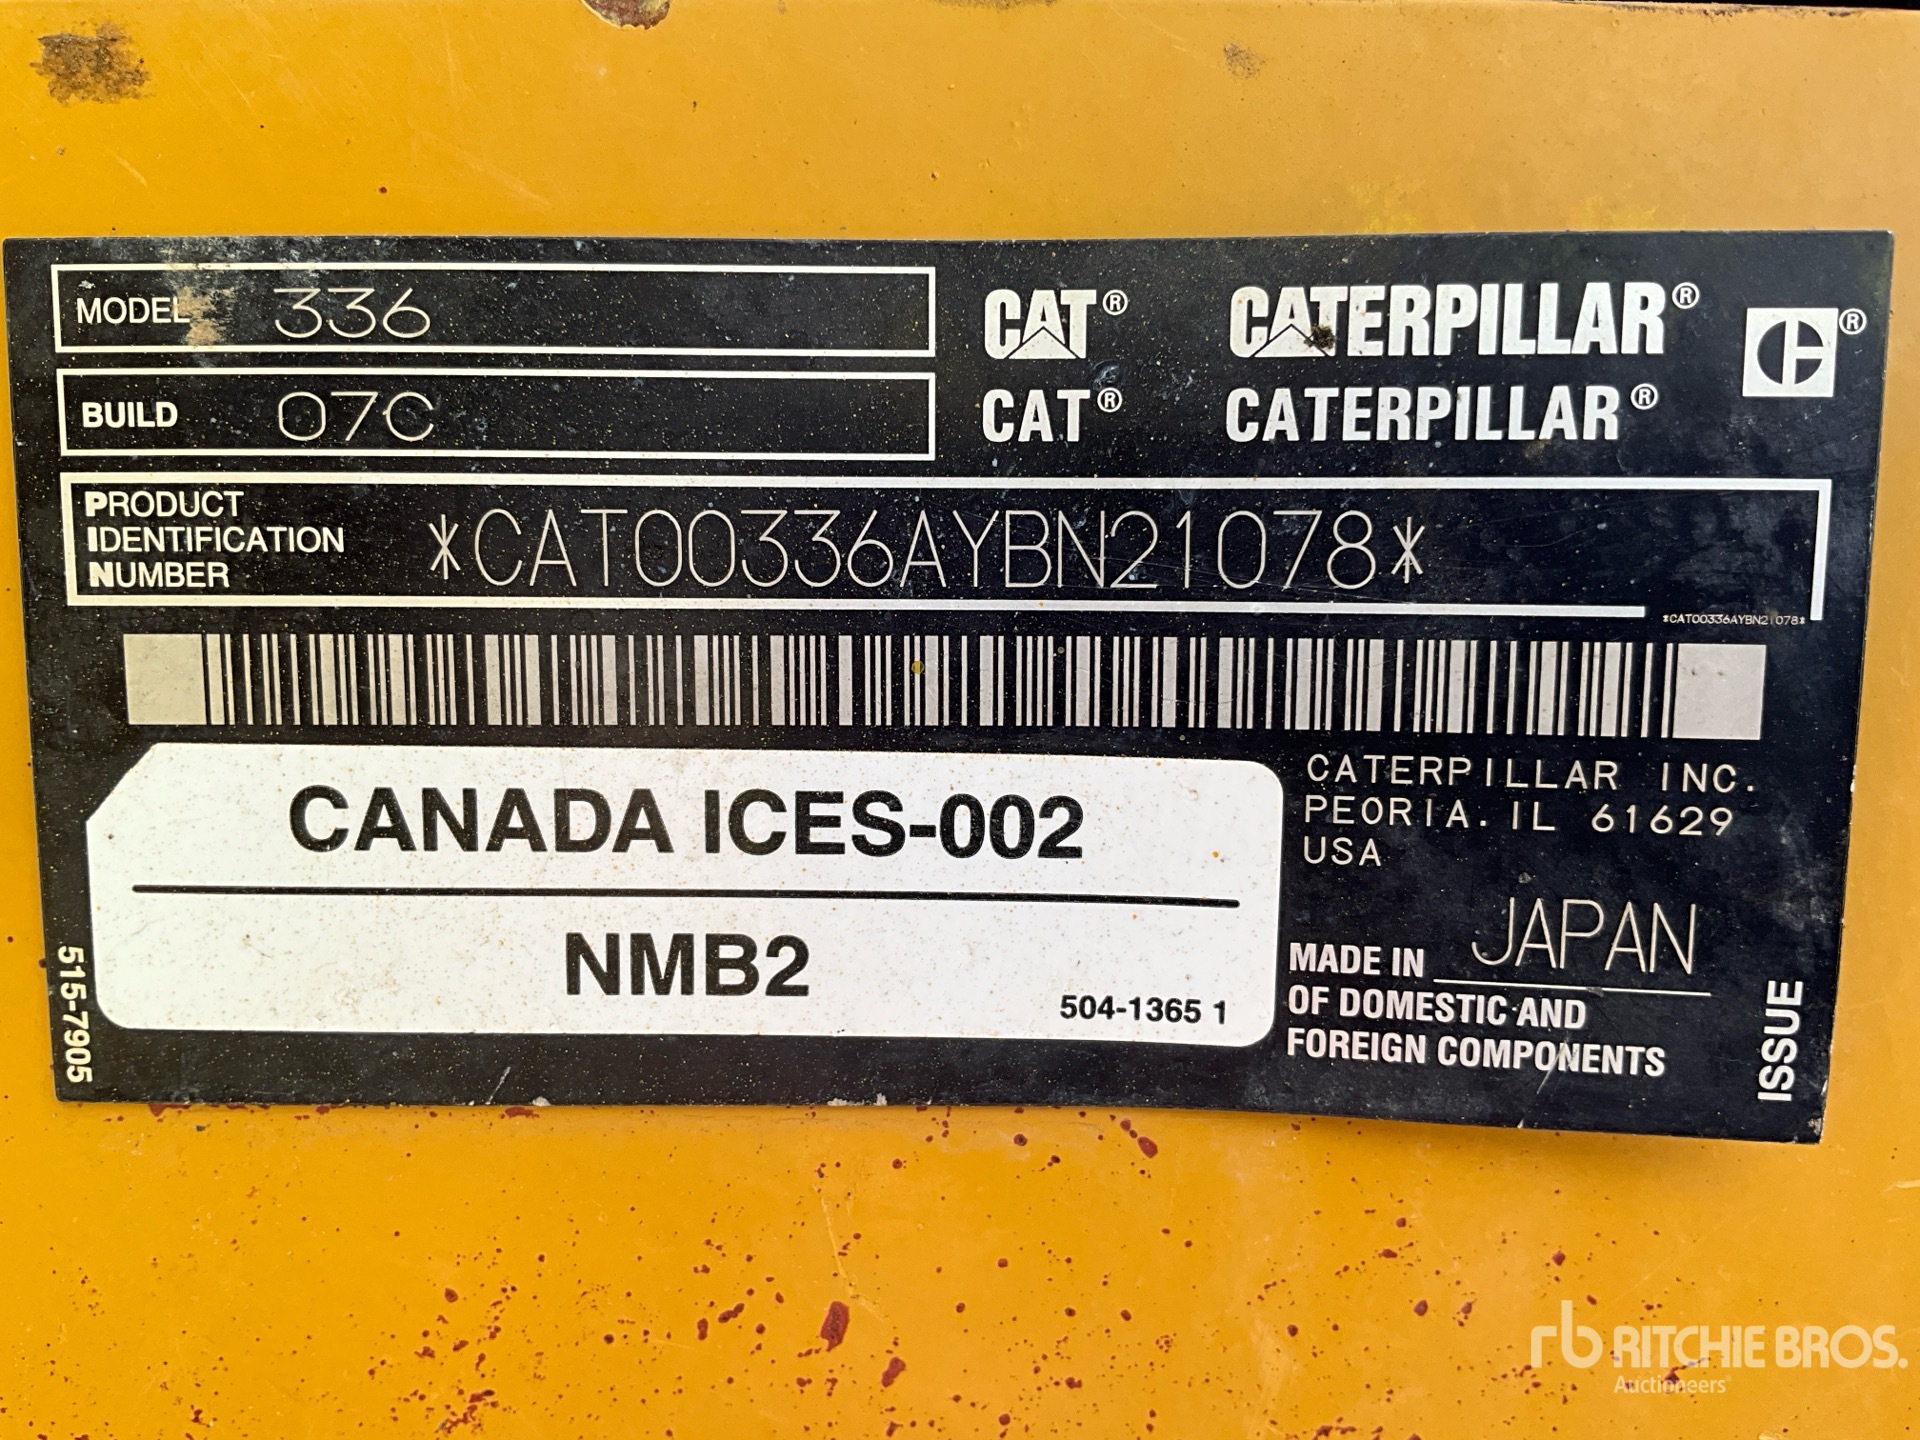 MODEL 336
BUILD 07C
CAT® CATERPILLAR® ®
CAT® CATERPILLAR®
PRODUCT
IDENTIFICATION
NUMBER
*CAT00336AYBN21078*
*CAT00336AYBN21078*
CANADA ICES-002
NMB2
504-1365 1
515-7905
CATERPILLAR INC.
PEORIA. IL 61629
USA
MADE IN JAPAN
OF DOMESTIC AND
FOREIGN COMPONENTS
ISSUE
rb RITCHIE BROS.
Auctioneers